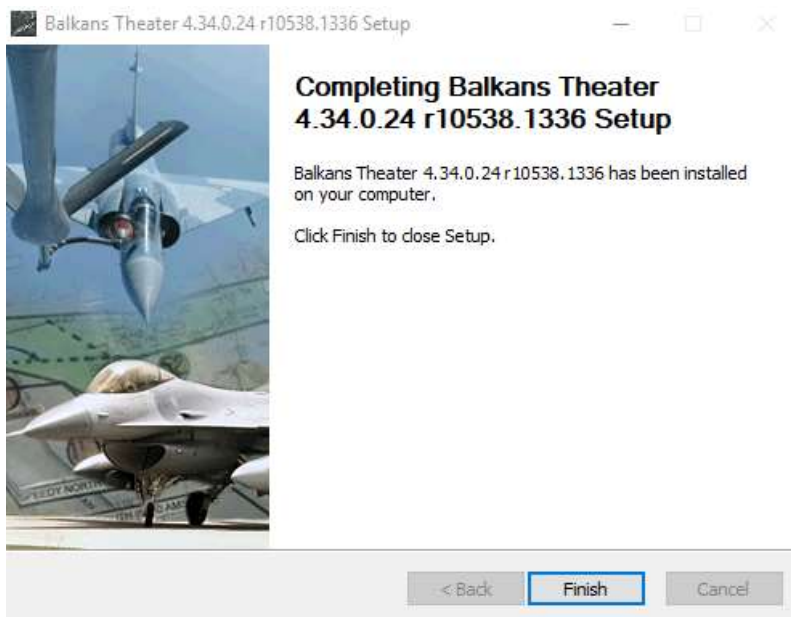 Balkans Theater 4.34.0.24 r10538.1336 Setup
Completing Balkans Theater
4.34.0.24 r10538.1336 Setup
Balkans Theater 4.34.0.24 r10538.1336 has been installed
on your computer.
Click Finish to close Setup.
< Back
Finish
Cancel